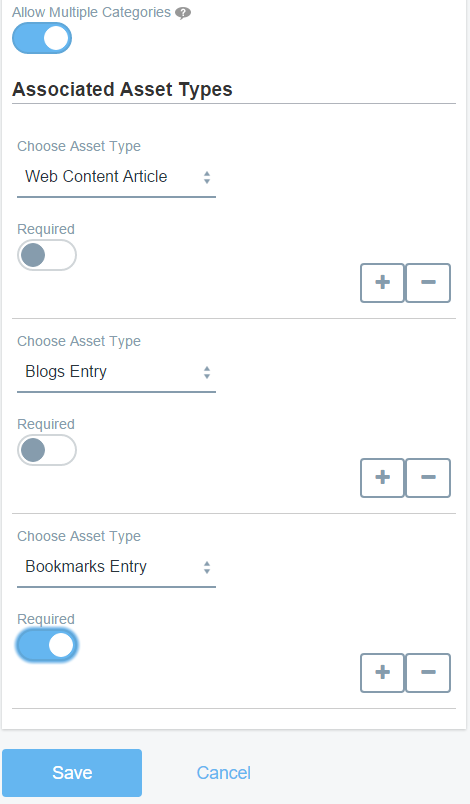 Allow Multiple Categories ?
Associated Asset Types
Choose Asset Type
Web Content Article
Required
+ −
Choose Asset Type
Blogs Entry
Required
+ −
Choose Asset Type
Bookmarks Entry
Required
+ −
Save Cancel